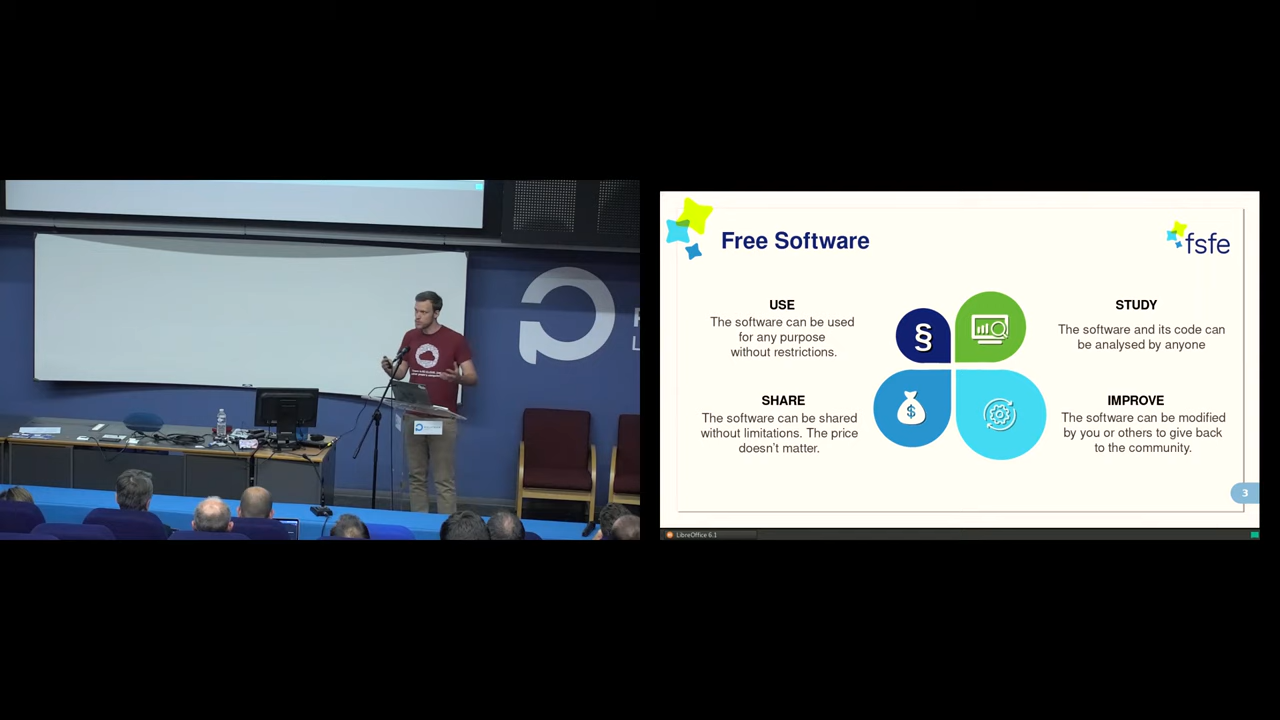 Free Software
fsfe
USE
The software can be used
for any purpose
without restrictions.
STUDY
The software and its code can
be analysed by anyone
§
$
SHARE
The software can be shared
without limitations. The price
doesn't matter.
IMPROVE
The software can be modified
by you or others to give back
to the community.
3
LibreOffice 6.1